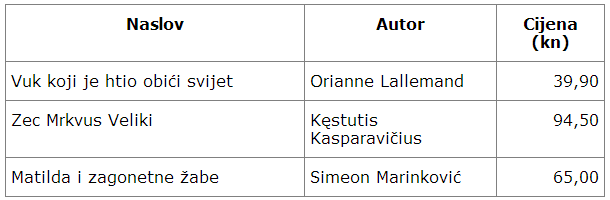 Naslov Autor Cijena
(kn)
Vuk koji je htio obići svijet Orianne Lallemand 39,90
Zec Mrkvus Veliki Kęstutis 94,50
Kasparavičius
Matilda i zagonetne žabe Simeon Marinković 65,00